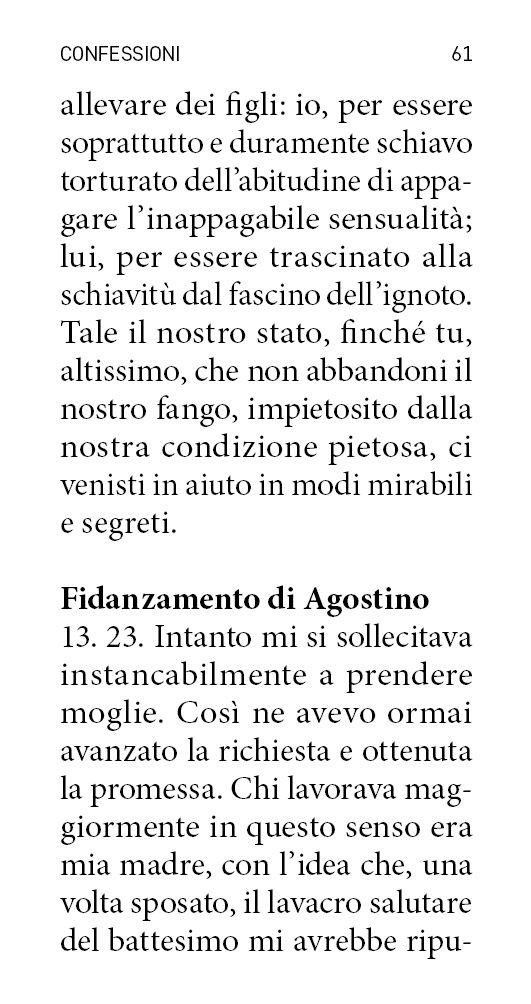 CONFESSIONI 61
allevare dei figli: io, per essere
soprattutto e duramente schiavo
torturato dell’abitudine di appa-
gare l’inappagabile sensualità;
lui, per essere trascinato alla
schiavitù dal fascino dell’ignoto.
Tale il nostro stato, finché tu,
altissimo, che non abbandoni il
nostro fango, impietosito dalla
nostra condizione pietosa, ci
venisti in aiuto in modi mirabili
e segreti.
Fidanzamento di Agostino
13. 23. Intanto mi si sollecitava
instancabilmente a prendere
moglie. Così ne avevo ormai
avanzato la richiesta e ottenuta
la promessa. Chi lavorava mag-
giormente in questo senso era
mia madre, con l’idea che, una
volta sposato, il lavacro salutare
del battesimo mi avrebbe ripu-